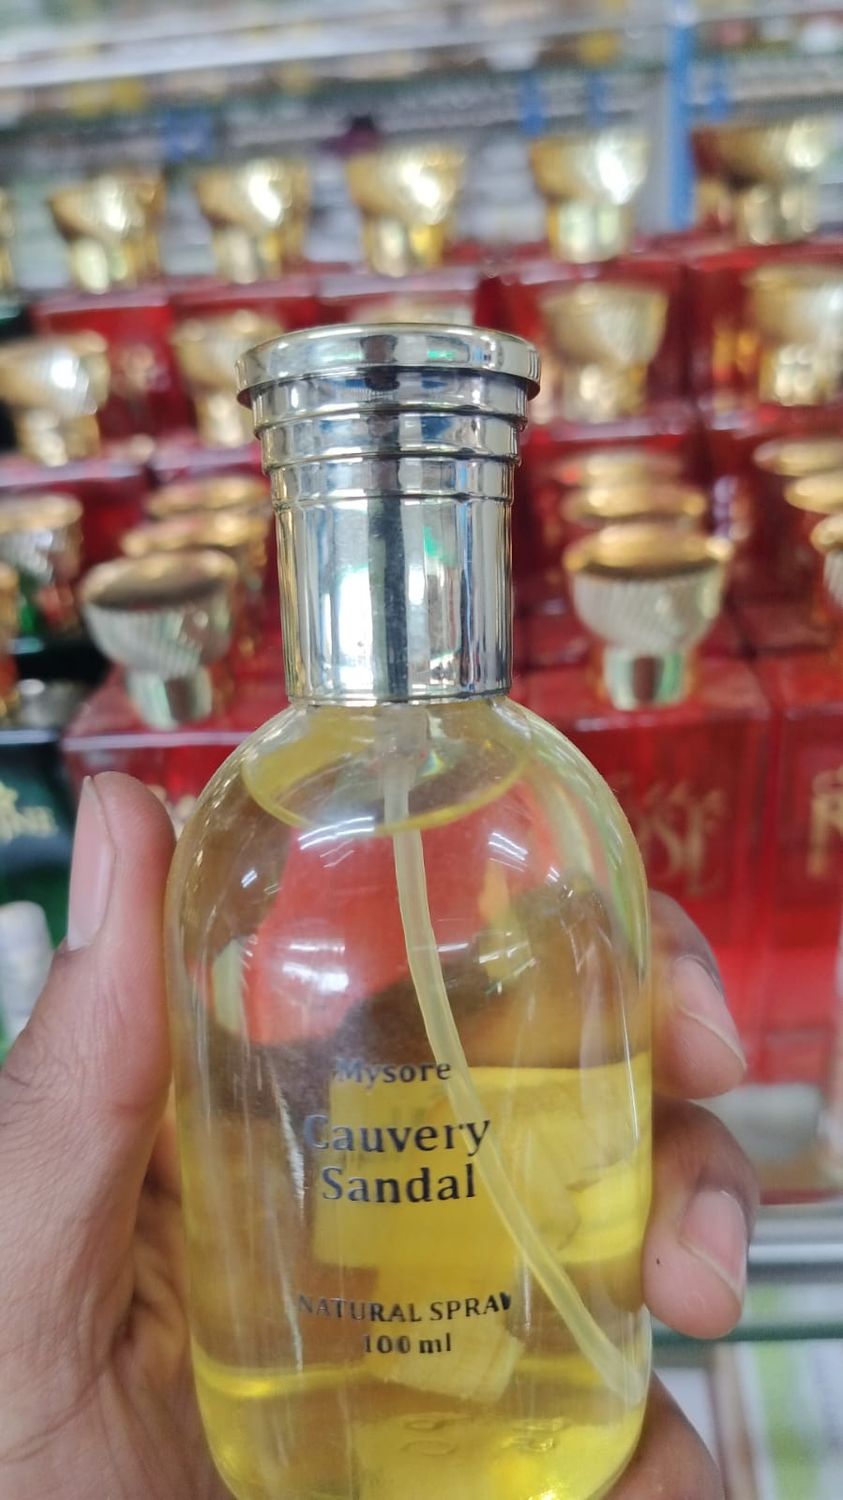 Mysore
Cauvery
Sandal
NATURAL SPRAY
100 ml